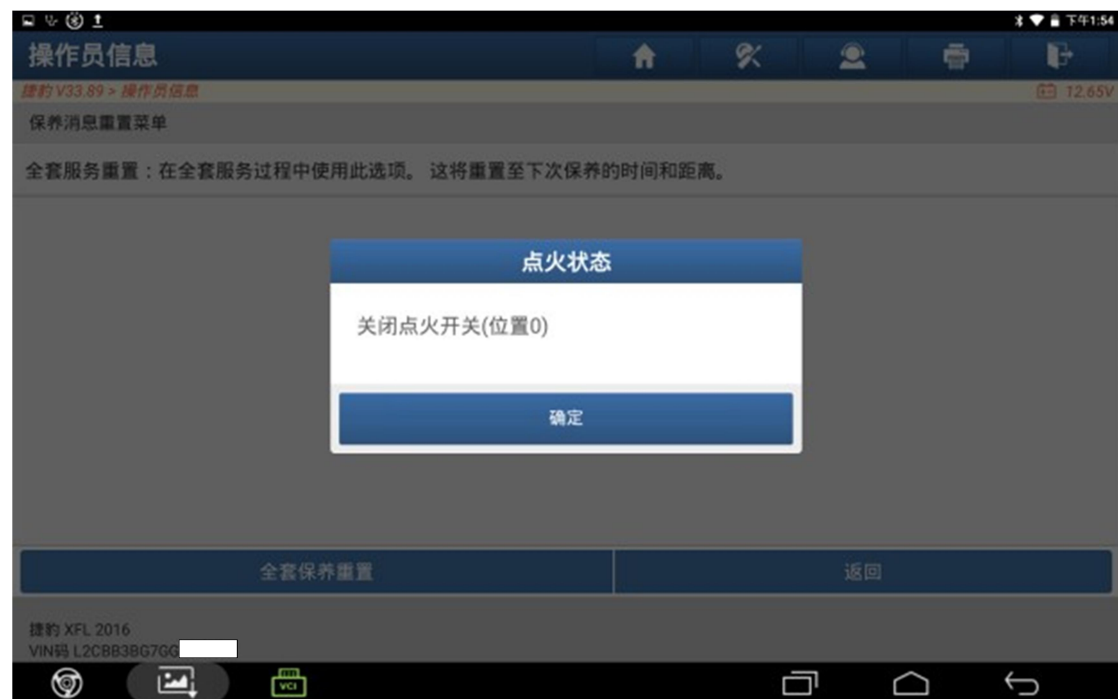 下午1:54
操作员信息
捷豹 V33.89 > 操作员信息
12.65V
保养消息重置菜单
全套服务重置：在全套服务过程中使用此选项。 这将重置至下次保养的时间和距离。
点火状态
关闭点火开关(位置0)
确定
全套保养重置
返回
捷豹 XFL 2016
VIN码 L2CBB3BG7GG
VCI